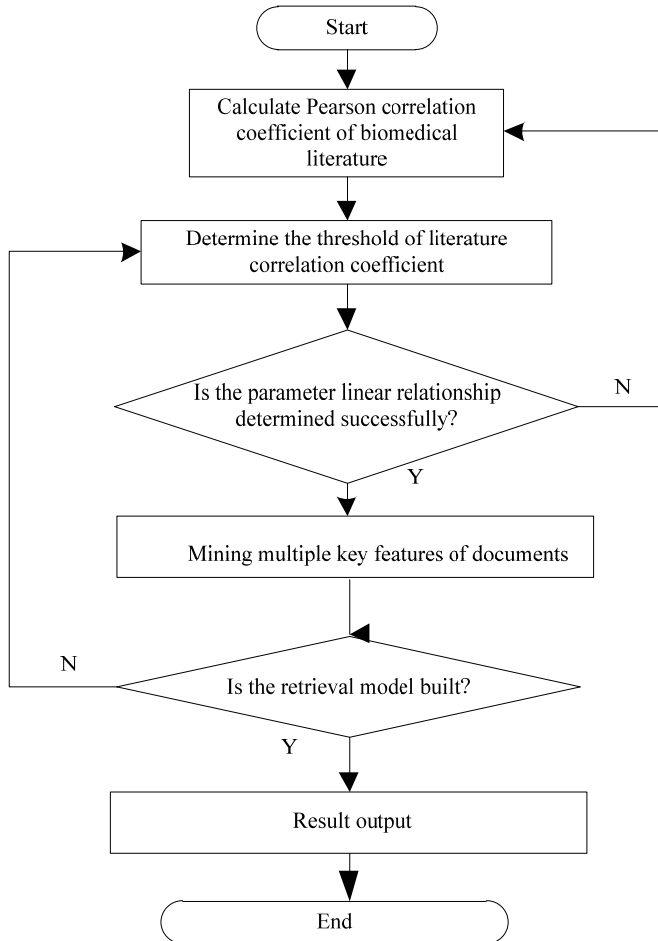 Start
Calculate Pearson correlation
coefficient of biomedical
literature
Determine the threshold of literature
correlation coefficient
Is the parameter linear relationship
determined successfully?
N
Y
Mining multiple key features of documents
N
Is the retrieval model built?
Y
Result output
End